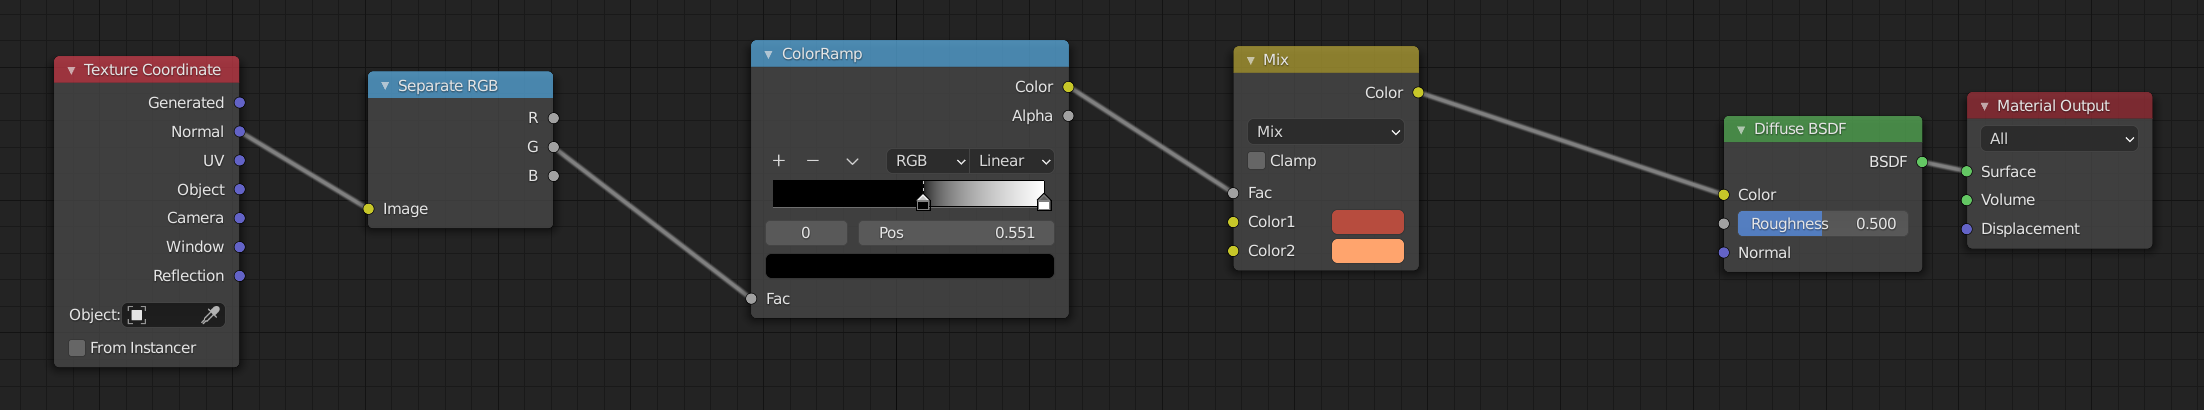 Texture Coordinate
Generated
Normal
UV
Object
Camera
Window
Reflection
Object:
From Instancer
Separate RGB
R
G
B
Image
ColorRamp
Color
Alpha
RGB
Linear
0
Pos 0.551
Fac
Mix
Color
Mix
Clamp
Fac
Color1
Color2
Diffuse BSDF
BSDF
Color
Roughness 0.500
Normal
Material Output
All
Surface
Volume
Displacement